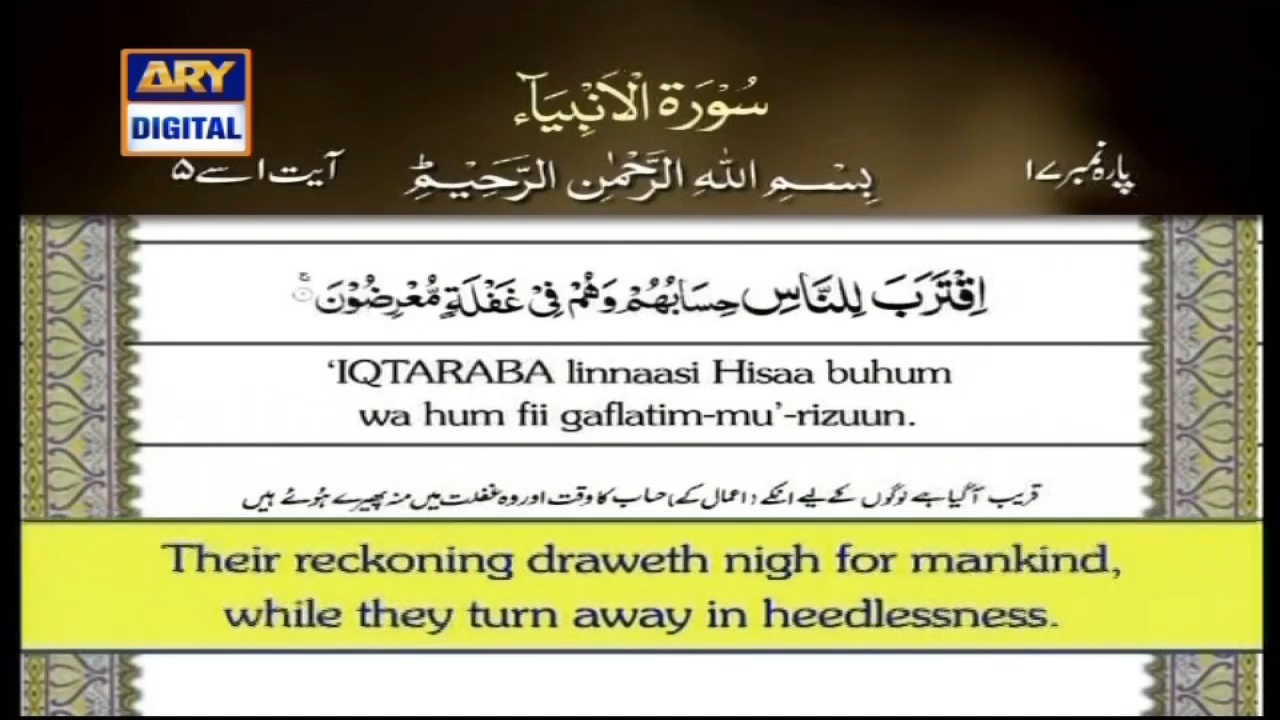 ARY
DIGITAL
سُوْرَةُ الْاَنْبِيَآء
پارہ نمبر ۱۷
بِسْمِ اللهِ الرَّحْمٰنِ الرَّحِيْمِ
آیت ۱ سے ۵
اِقْتَرَبَ لِلنَّاسِ حِسَابُهُمْ وَهُمْ فِيْ غَفْلَةٍ مُّعْرِضُوْنَ ۚ
‘IQTARABA linnaasi Hisaa buhum
wa hum fii gaflatim-mu’-rizuun.
قریب آگیا ہے لوگوں کے لیے انکے (اعمال کے) حساب کا وقت اور وہ غفلت میں منہ پھیرے ہوئے ہیں
Their reckoning draweth nigh for mankind,
while they turn away in heedlessness.